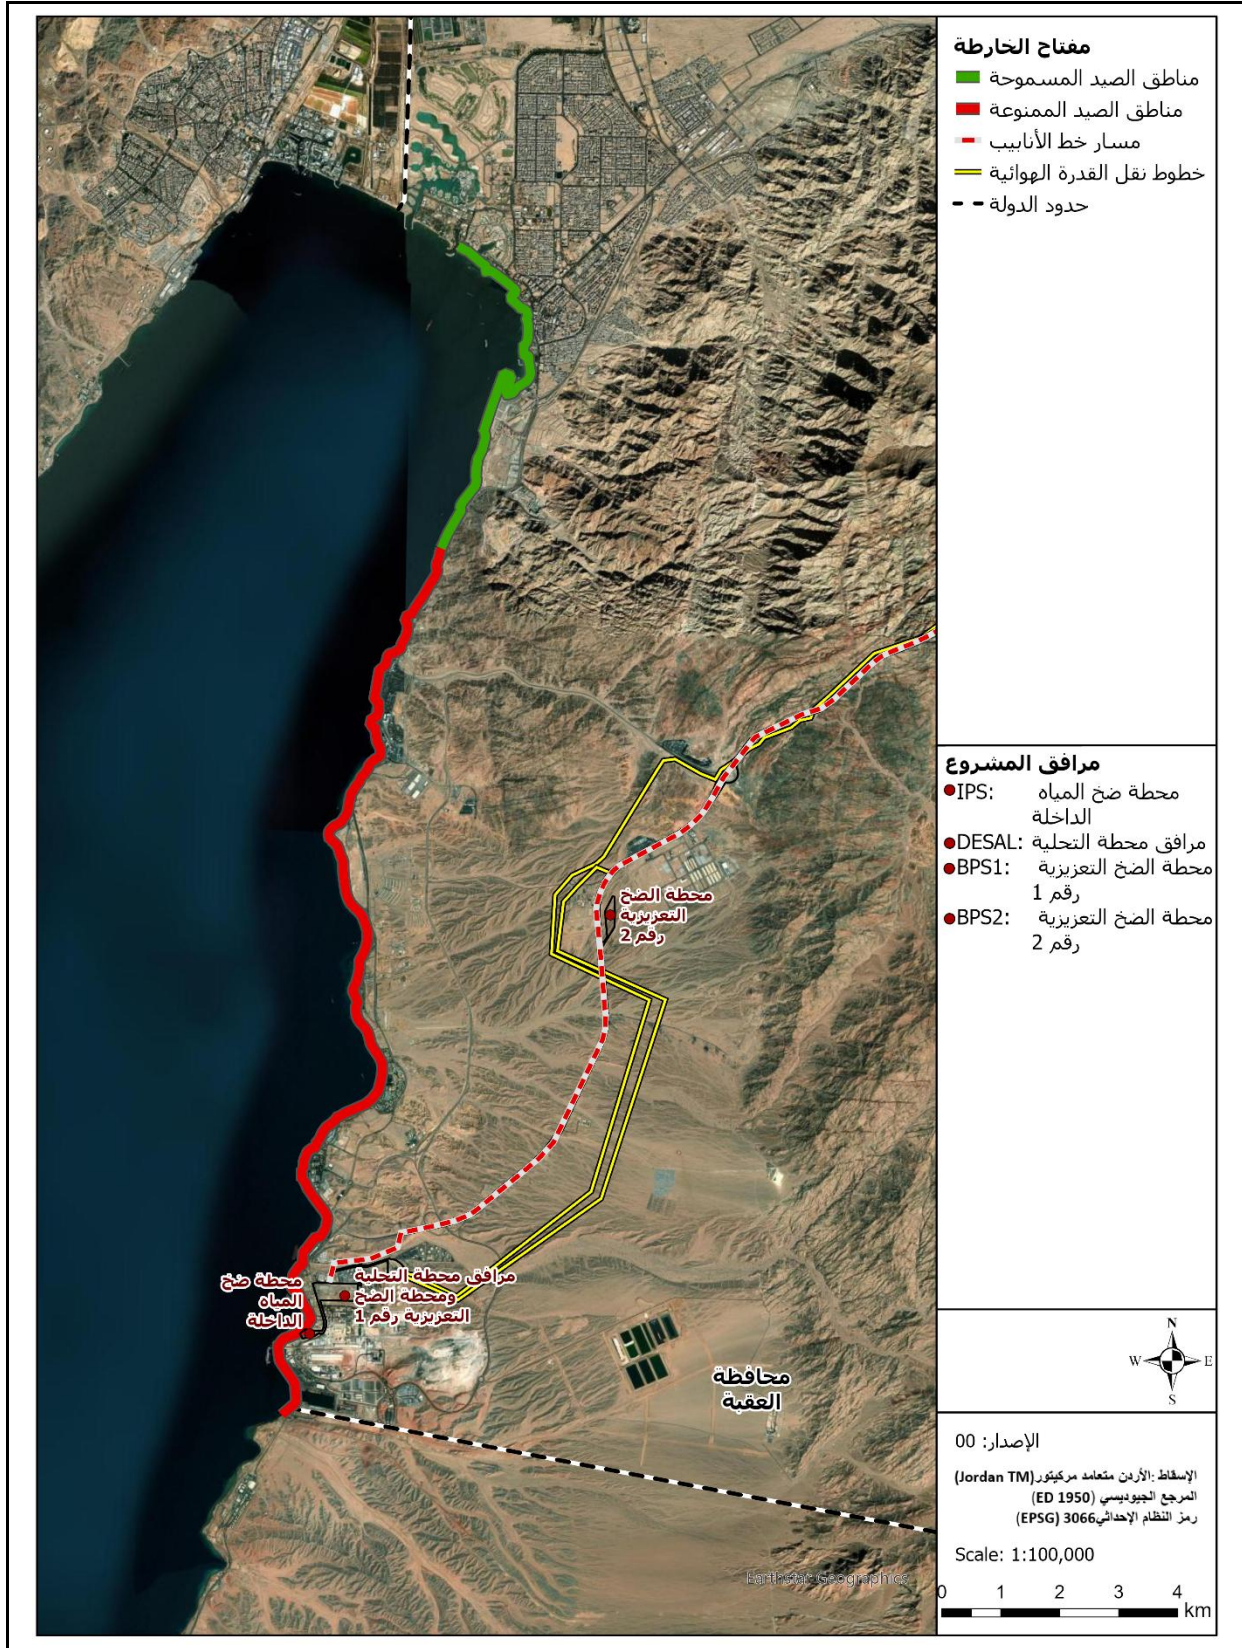 مفتاح الخارطة
مناطق الصيد المسموحة
مناطق الصيد الممنوعة
مسار خط الأنابيب
خطوط نقل القدرة الهوائية
حدود الدولة
مرافق المشروع
IPS: محطة ضخ المياه
الداخلة
DESAL: مرافق محطة التحلية
BPS1: محطة الضخ التعزيزية
رقم 1
BPS2: محطة الضخ التعزيزية
رقم 2
محطة الضخ
التعزيزية
رقم 2
مرافق محطة التحلية
ومحطة الضخ
التعزيزية رقم 1
محطة ضخ
المياه
الداخلة
محافظة
العقبة
Earthstar Geographics
N
W E
S
الإصدار: 00
الإسقاط :الأردن متعامد مركيتور(Jordan TM)
المرجع الجيوديسي (ED 1950)
رمز النظام الإحداثي3066 (EPSG)
Scale: 1:100,000
0 1 2 3 4
km